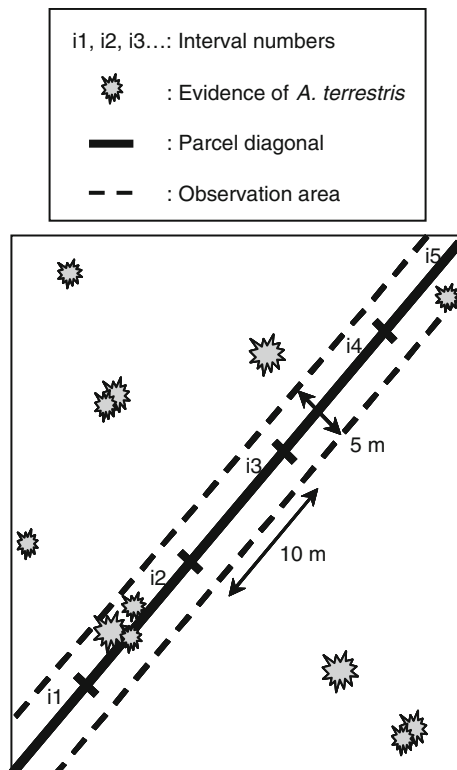 i1, i2, i3…: Interval numbers
: Evidence of A. terrestris
: Parcel diagonal
: Observation area
i5
i4
5 m
i3
10 m
i2
i1